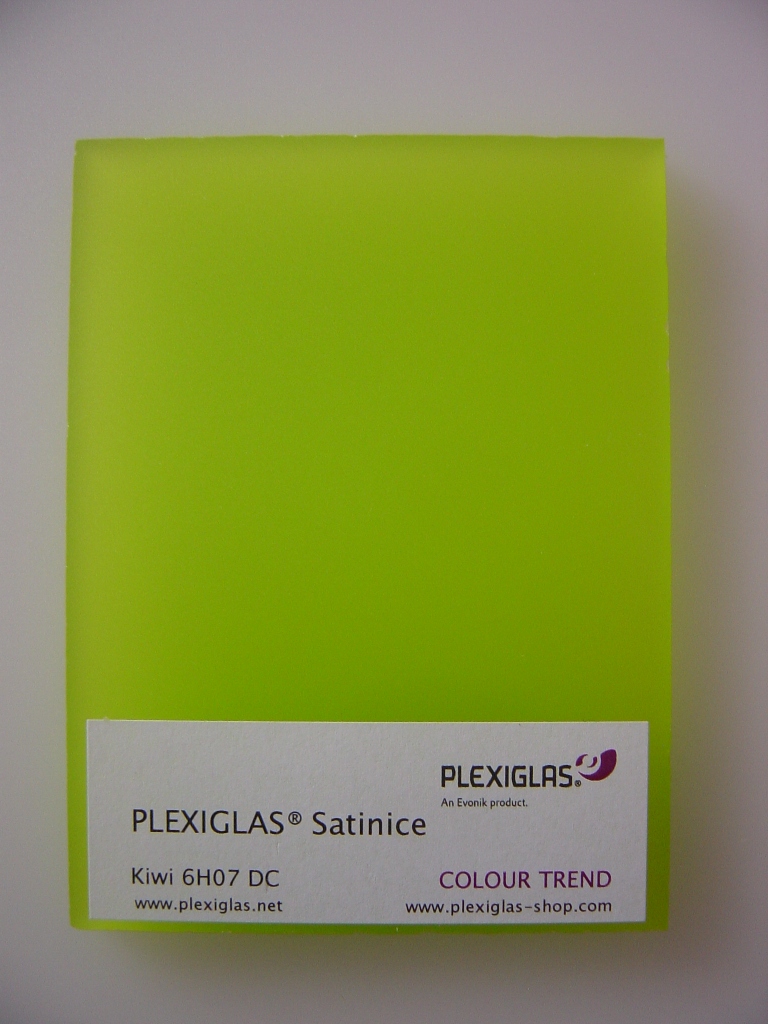 PLEXIGLAS®
An Evonik product.
PLEXIGLAS® Satinice
Kiwi 6H07 DC
COLOUR TREND
www.plexiglas.net
www.plexiglas-shop.com